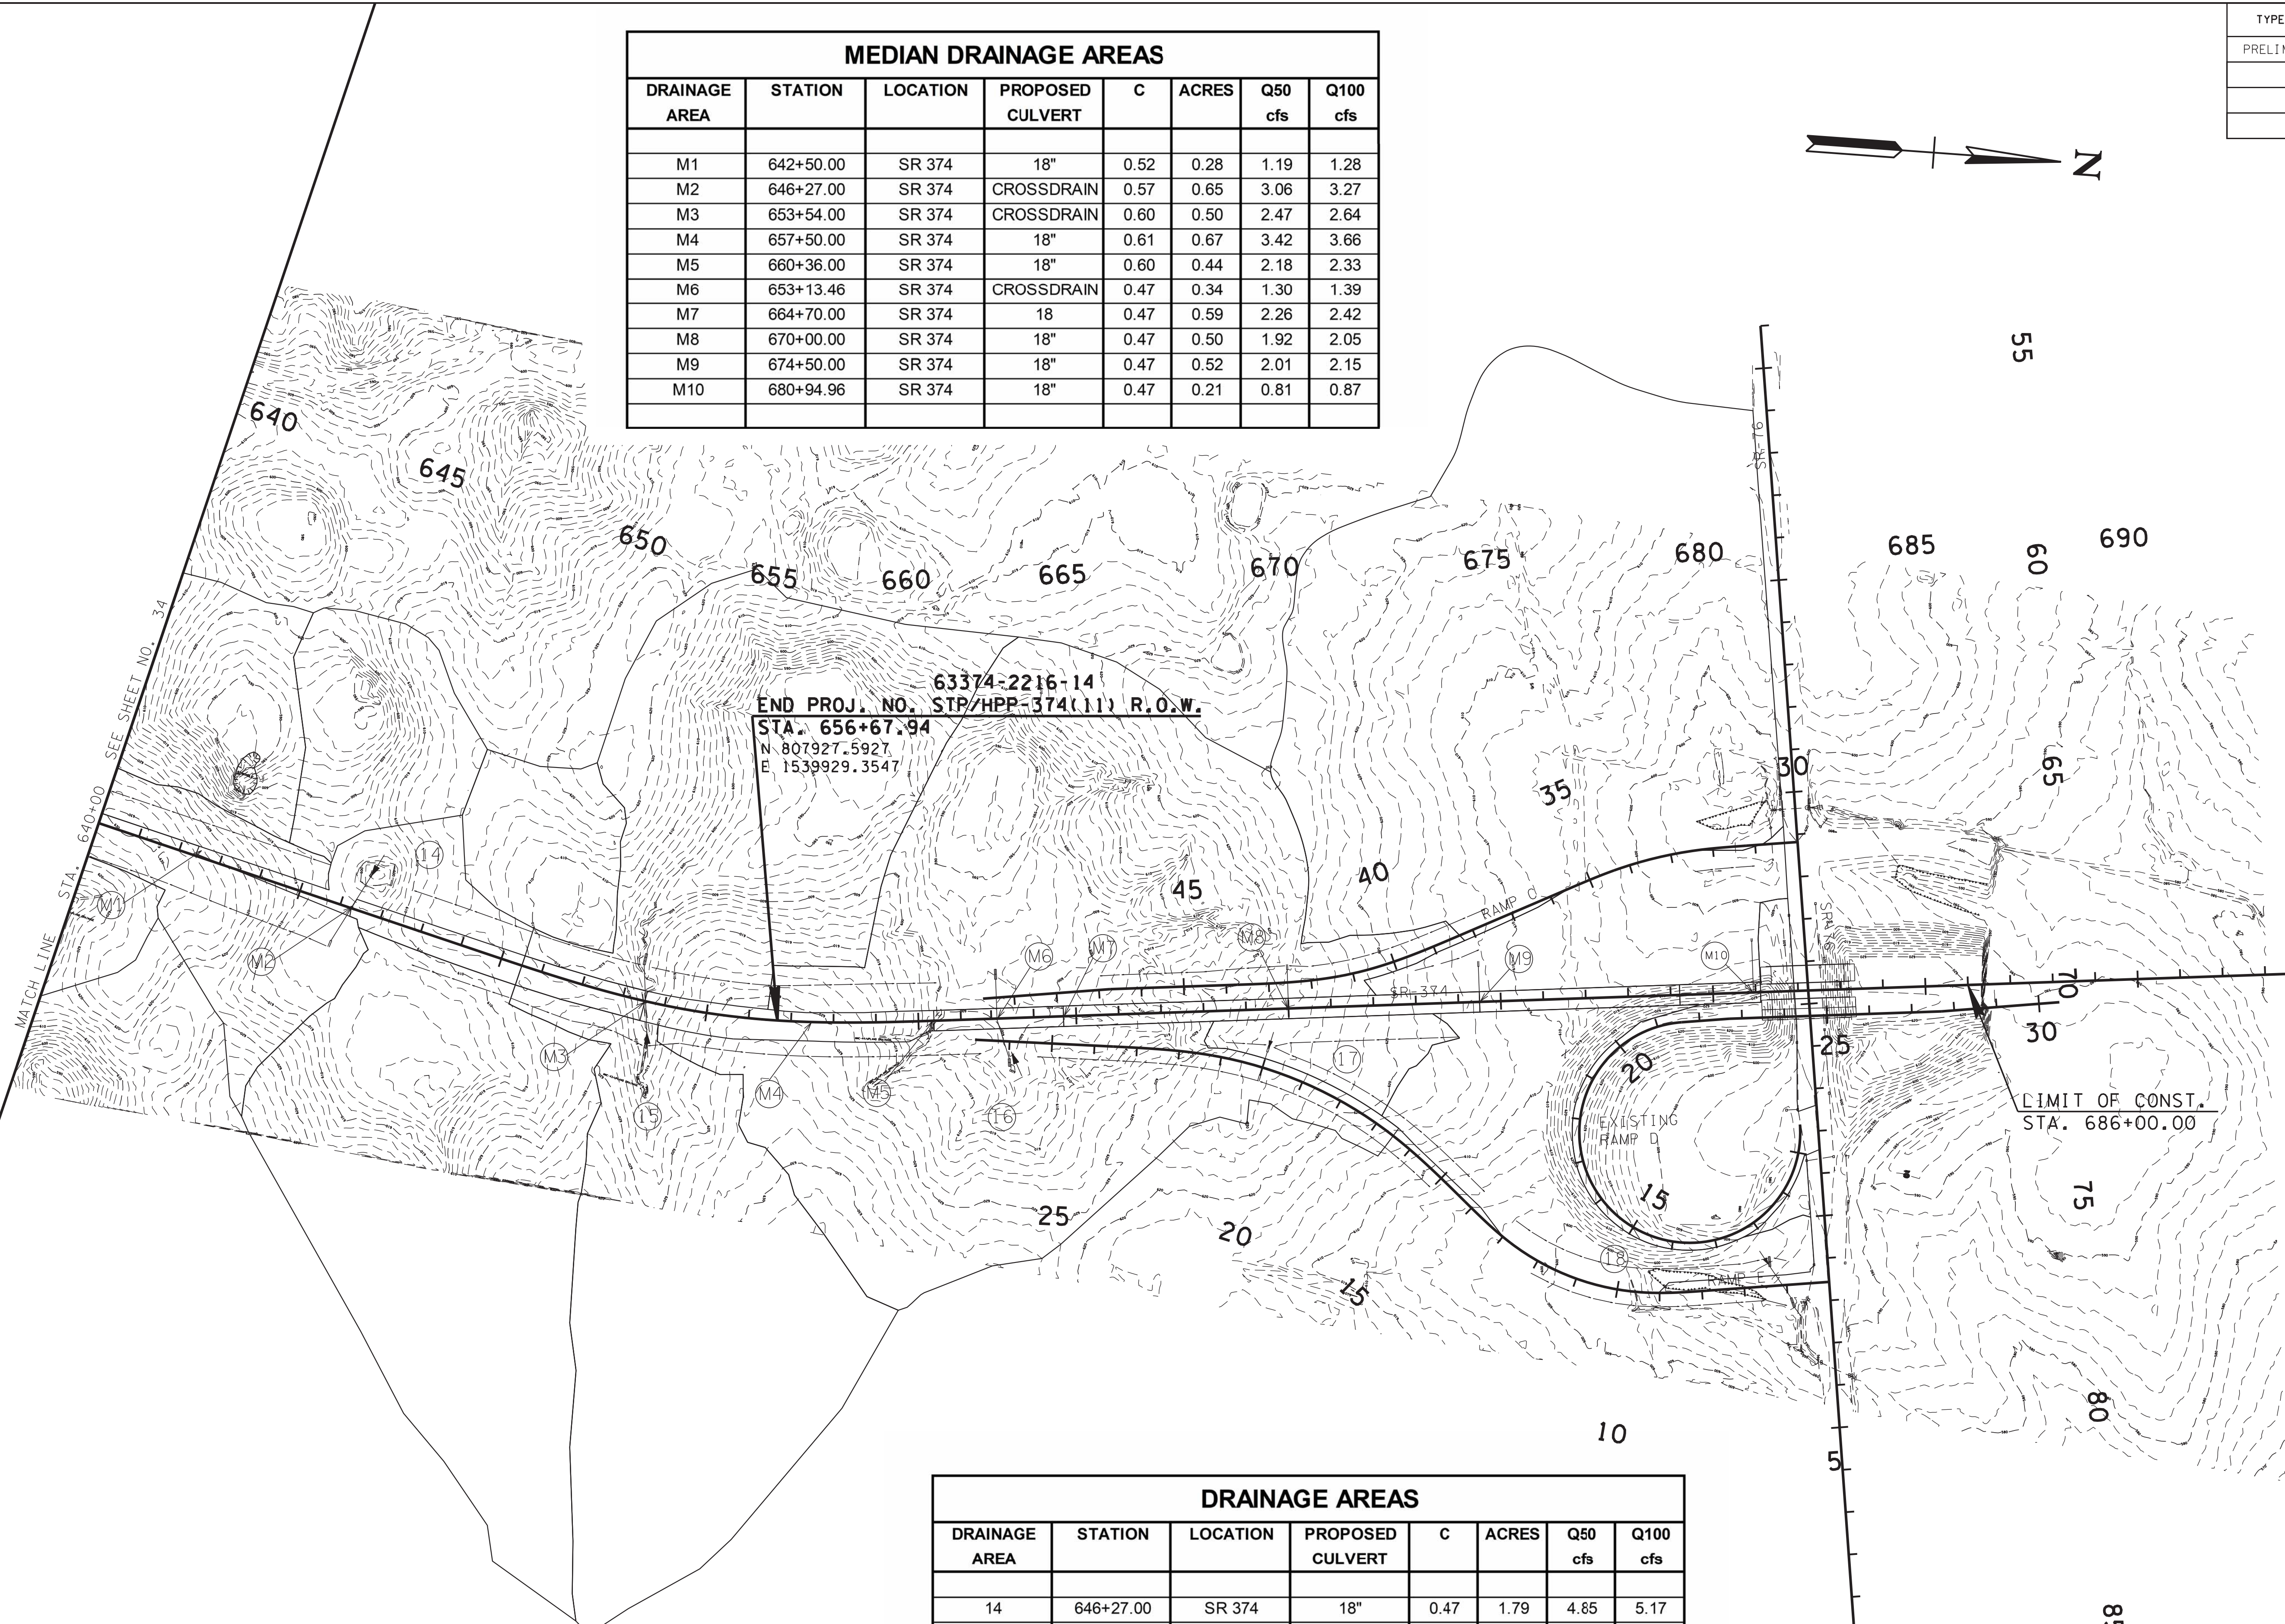 MEDIAN DRAINAGE AREAS
DRAINAGE AREA STATION LOCATION PROPOSED CULVERT C ACRES Q50 cfs Q100 cfs
M1 642+50.00 SR 374 18" 0.52 0.28 1.19 1.28
M2 646+27.00 SR 374 CROSSDRAIN 0.57 0.65 3.06 3.27
M3 653+54.00 SR 374 CROSSDRAIN 0.60 0.50 2.47 2.64
M4 657+50.00 SR 374 18" 0.61 0.67 3.42 3.66
M5 660+36.00 SR 374 18" 0.60 0.44 2.18 2.33
M6 653+13.46 SR 374 CROSSDRAIN 0.47 0.34 1.30 1.39
M7 664+70.00 SR 374 18 0.47 0.59 2.26 2.42
M8 670+00.00 SR 374 18" 0.47 0.50 1.92 2.05
M9 674+50.00 SR 374 18" 0.47 0.52 2.01 2.15
M10 680+94.96 SR 374 18" 0.47 0.21 0.81 0.87
TYPE
PRELIM
N
55
640
645
650
655
660
665
670
675
680
685
60
690
SR-76
SEE SHEET NO. 34
MATCH LINE STA. 640+00
63374-2216-14
END PROJ. NO. STP/HPP-374(11) R.O.W.
STA. 656+67.94
N 807927.5927
E 1539929.3547
30
65
35
40
45
RAMP C
14
M1
M2
M3
M4
M5
M6
M7
M8
M9
M10
SR 374
70
30
25
20
EXISTING
RAMP D
15
LIMIT OF CONST.
STA. 686+00.00
15
16
17
18
RAMP E
25
20
15
75
80
10
5
85
DRAINAGE AREAS
DRAINAGE AREA STATION LOCATION PROPOSED CULVERT C ACRES Q50 cfs Q100 cfs
14 646+27.00 SR 374 18" 0.47 1.79 4.85 5.17